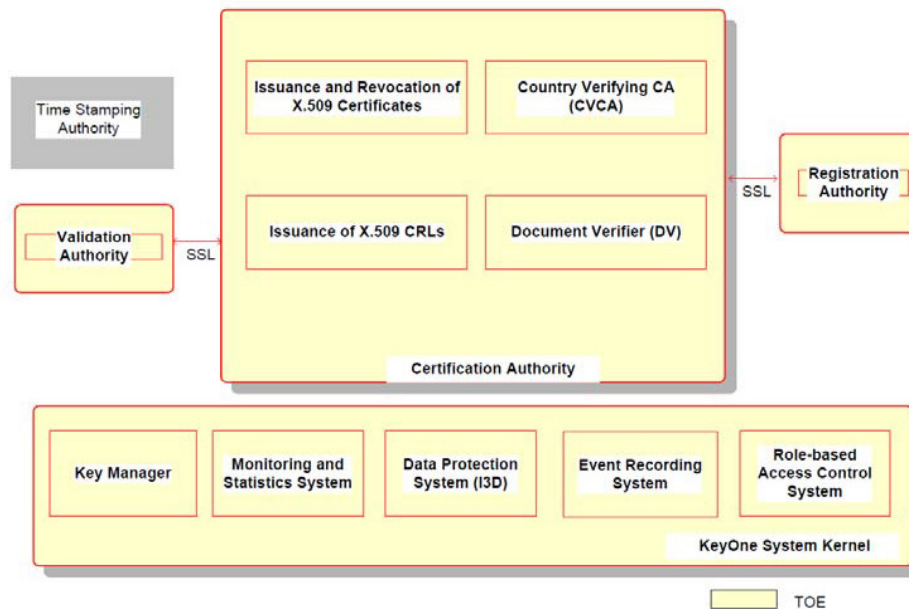 Time Stamping
Authority
Issuance and Revocation of
X.509 Certificates
Country Verifying CA
(CVCA)
Registration
Authority
SSL
Validation
Authority
SSL
Issuance of X.509 CRLs
Document Verifier (DV)
Certification Authority
Key Manager
Monitoring and
Statistics System
Data Protection
System (I3D)
Event Recording
System
Role-based
Access Control
System
KeyOne System Kernel
TOE